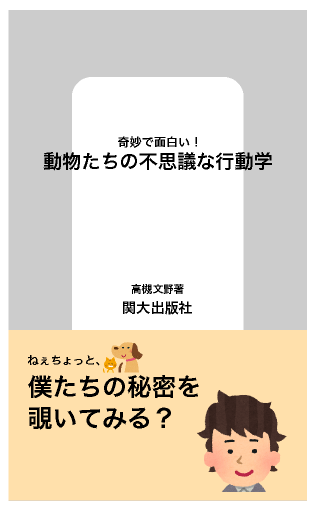 奇妙で面白い！
動物たちの不思議な行動学
高槻文野著
関大出版社
ねぇちょっと、
僕たちの秘密を
覗いてみる？